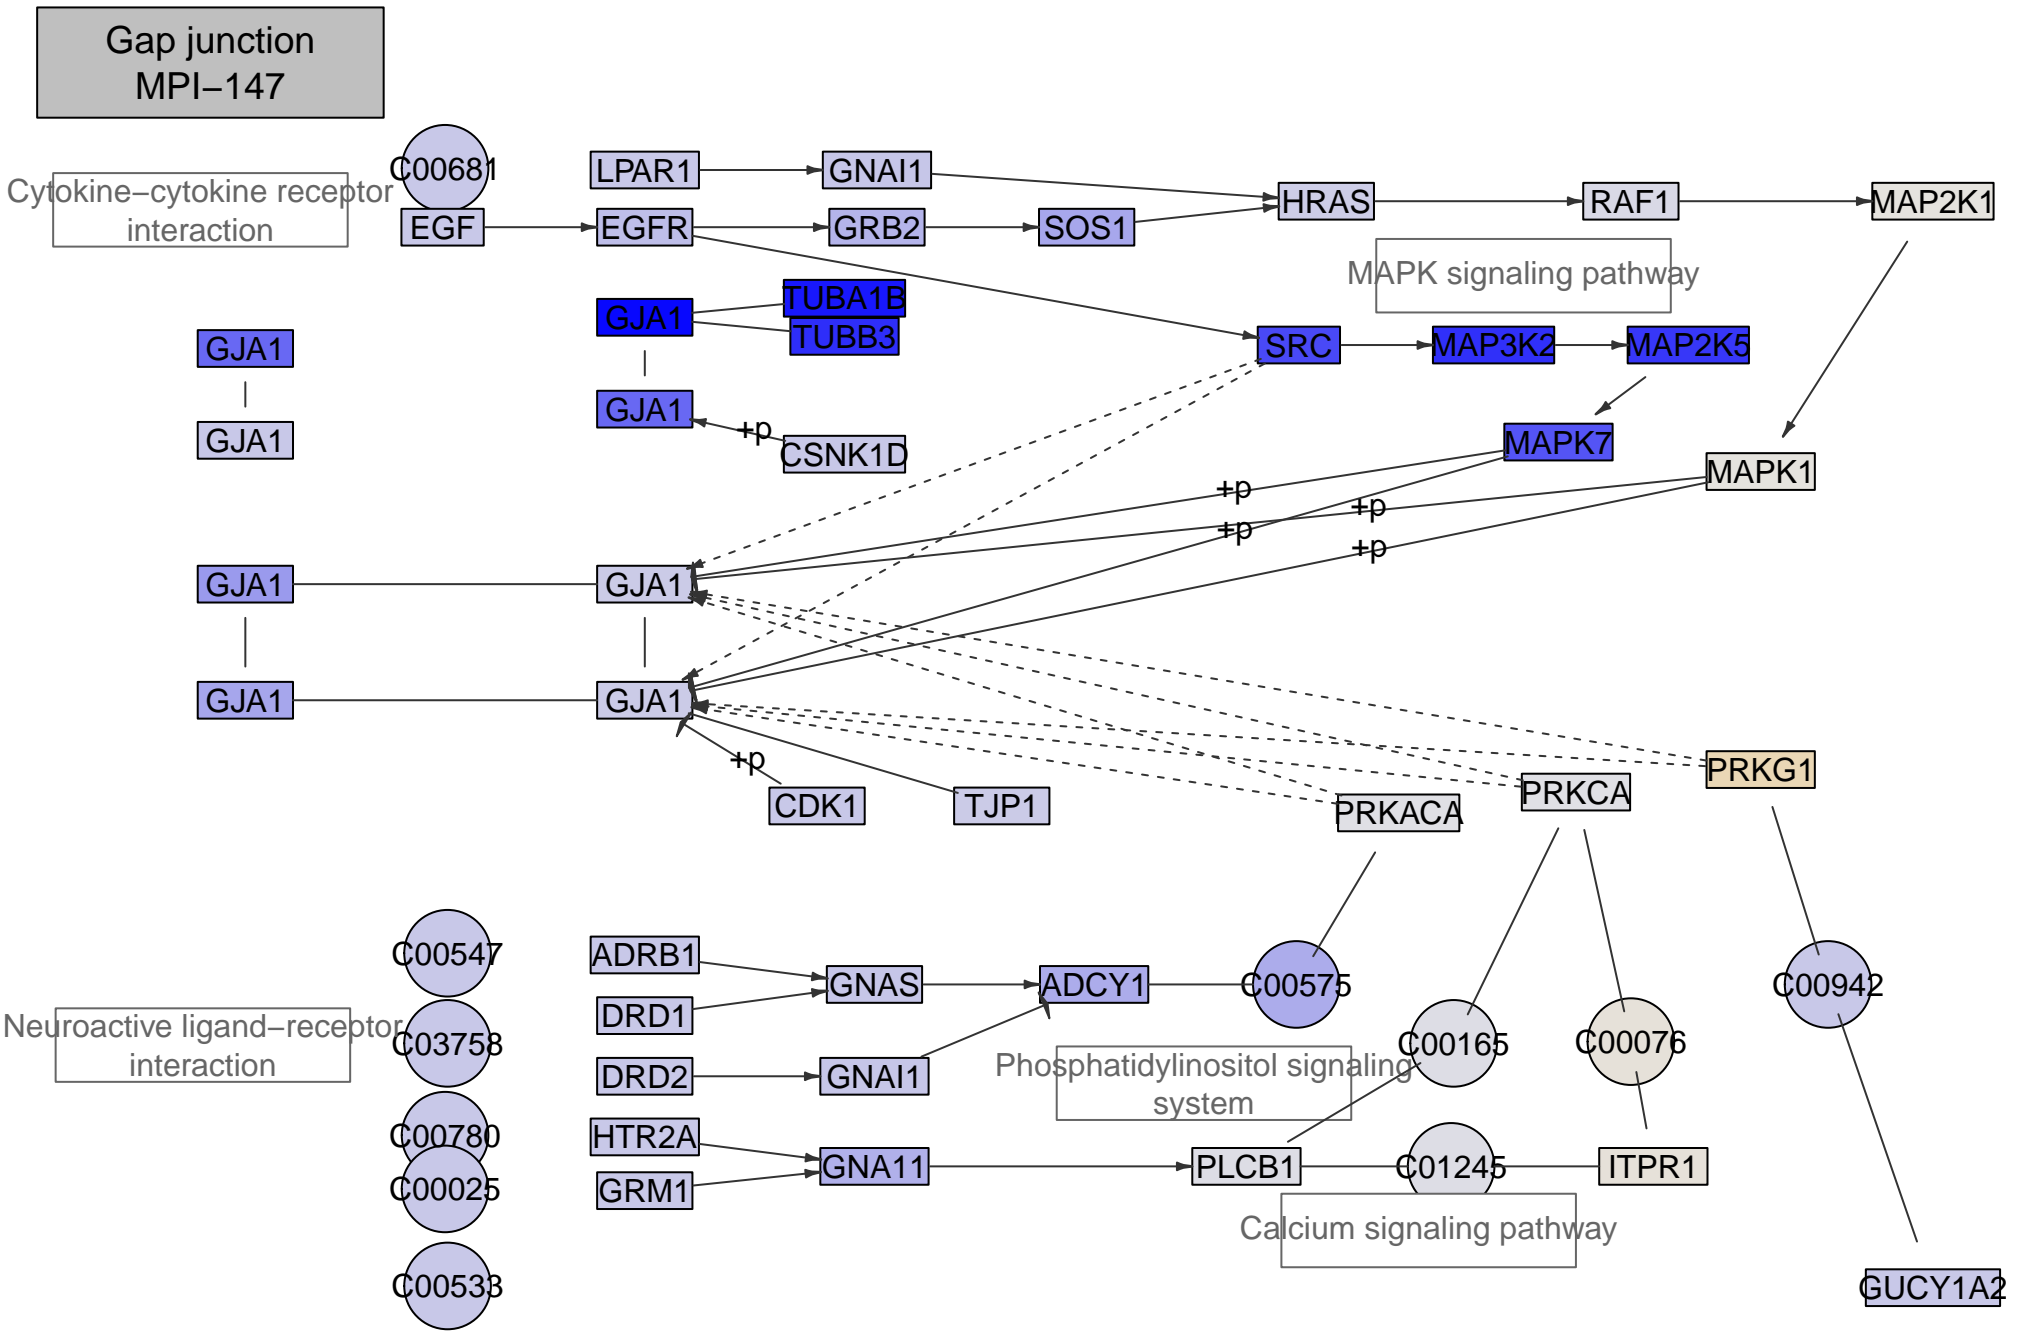 Gap junction
MPI−147
C00681
LPAR1
GNAI1
Cytokine−cytokine receptor
interaction
HRAS
RAF1
MAP2K1
EGF
EGFR
GRB2
SOS1
MAPK signaling pathway
TUBA1B
GJA1
TUBB3
GJA1
SRC
MAP3K2
MAP2K5
GJA1
+p
GJA1
CSNK1D
MAPK7
MAPK1
+p
+p
+p
+p
GJA1
GJA1
GJA1
GJA1
+p
CDK1
TJP1
PRKACA
PRKCA
PRKG1
C00547
ADRB1
GNAS
ADCY1
C00575
C00942
DRD1
Neuroactive ligand−receptor
interaction
C03758
C00165
C00076
DRD2
GNAI1
Phosphatidylinositol signaling
system
C00780
HTR2A
GNA11
PLCB1
C01245
ITPR1
C00025
GRM1
Calcium signaling pathway
C00533
GUCY1A2